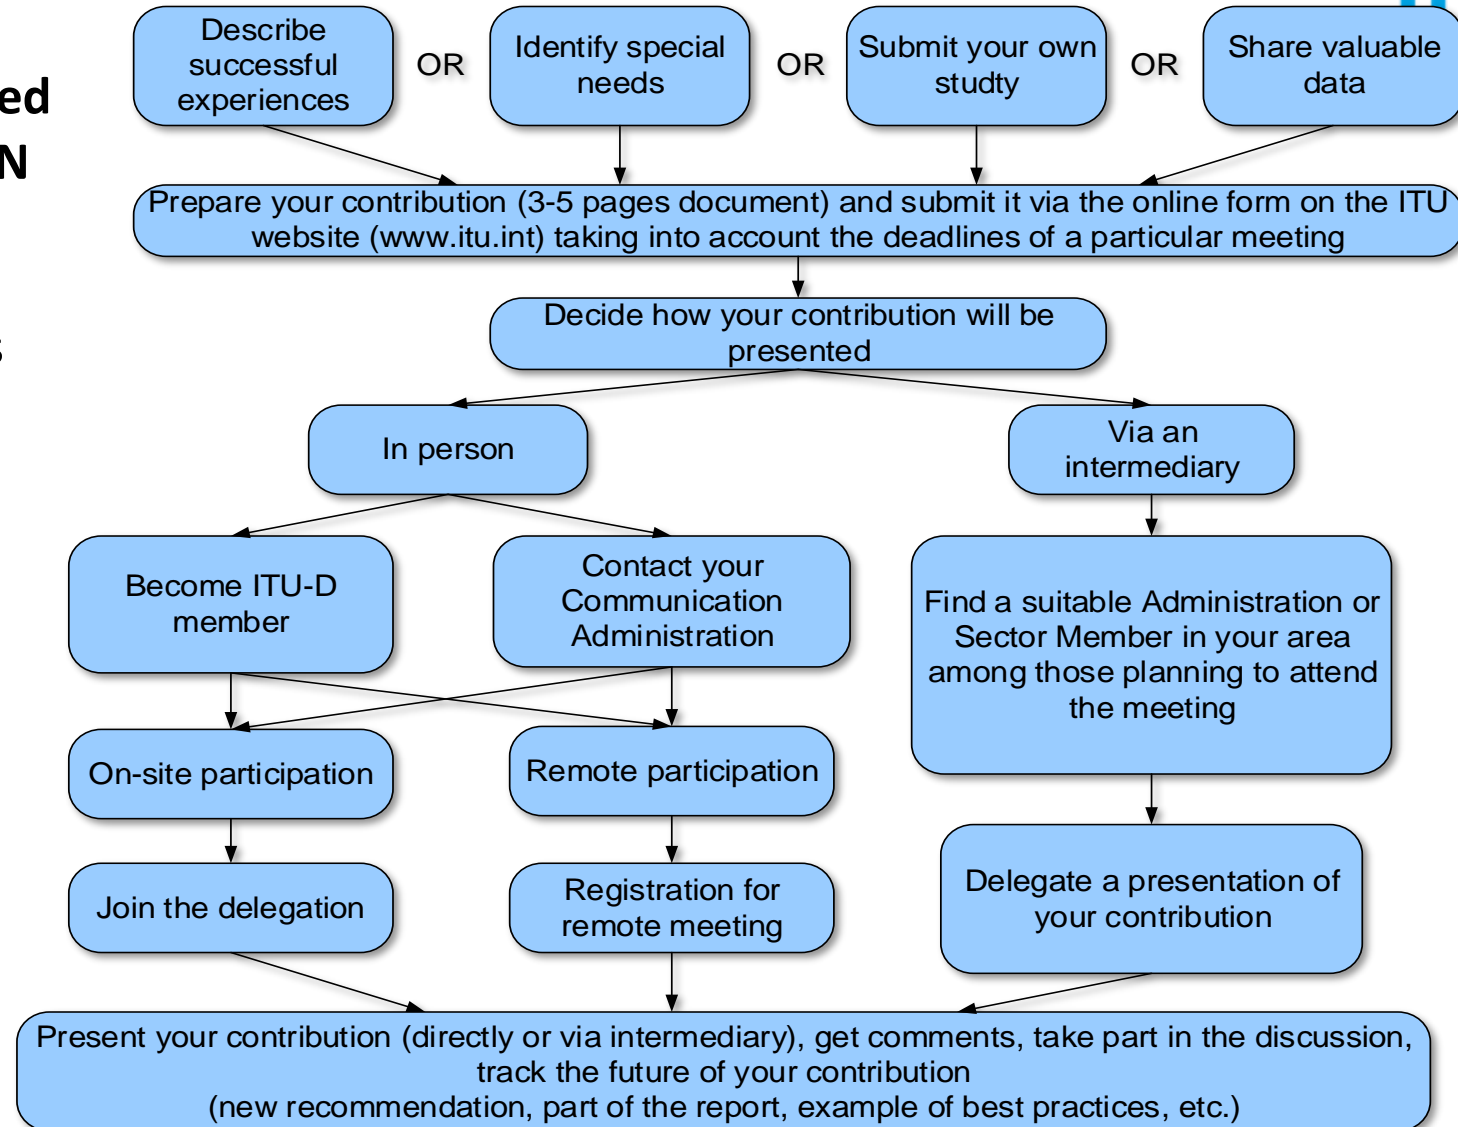 ed
N
s
Describe
successful
experiences
OR
Identify special
needs
OR
Submit your own
studty
OR
Share valuable
data
Prepare your contribution (3-5 pages document) and submit it via the online form on the ITU
website (www.itu.int) taking into account the deadlines of a particular meeting
Decide how your contribution will be
presented
In person
Via an
intermediary
Become ITU-D
member
Contact your
Communication
Administration
Find a suitable Administration or
Sector Member in your area
among those planning to attend
the meeting
On-site participation
Remote participation
Join the delegation
Registration for
remote meeting
Delegate a presentation of
your contribution
Present your contribution (directly or via intermediary), get comments, take part in the discussion,
track the future of your contribution
(new recommendation, part of the report, example of best practices, etc.)